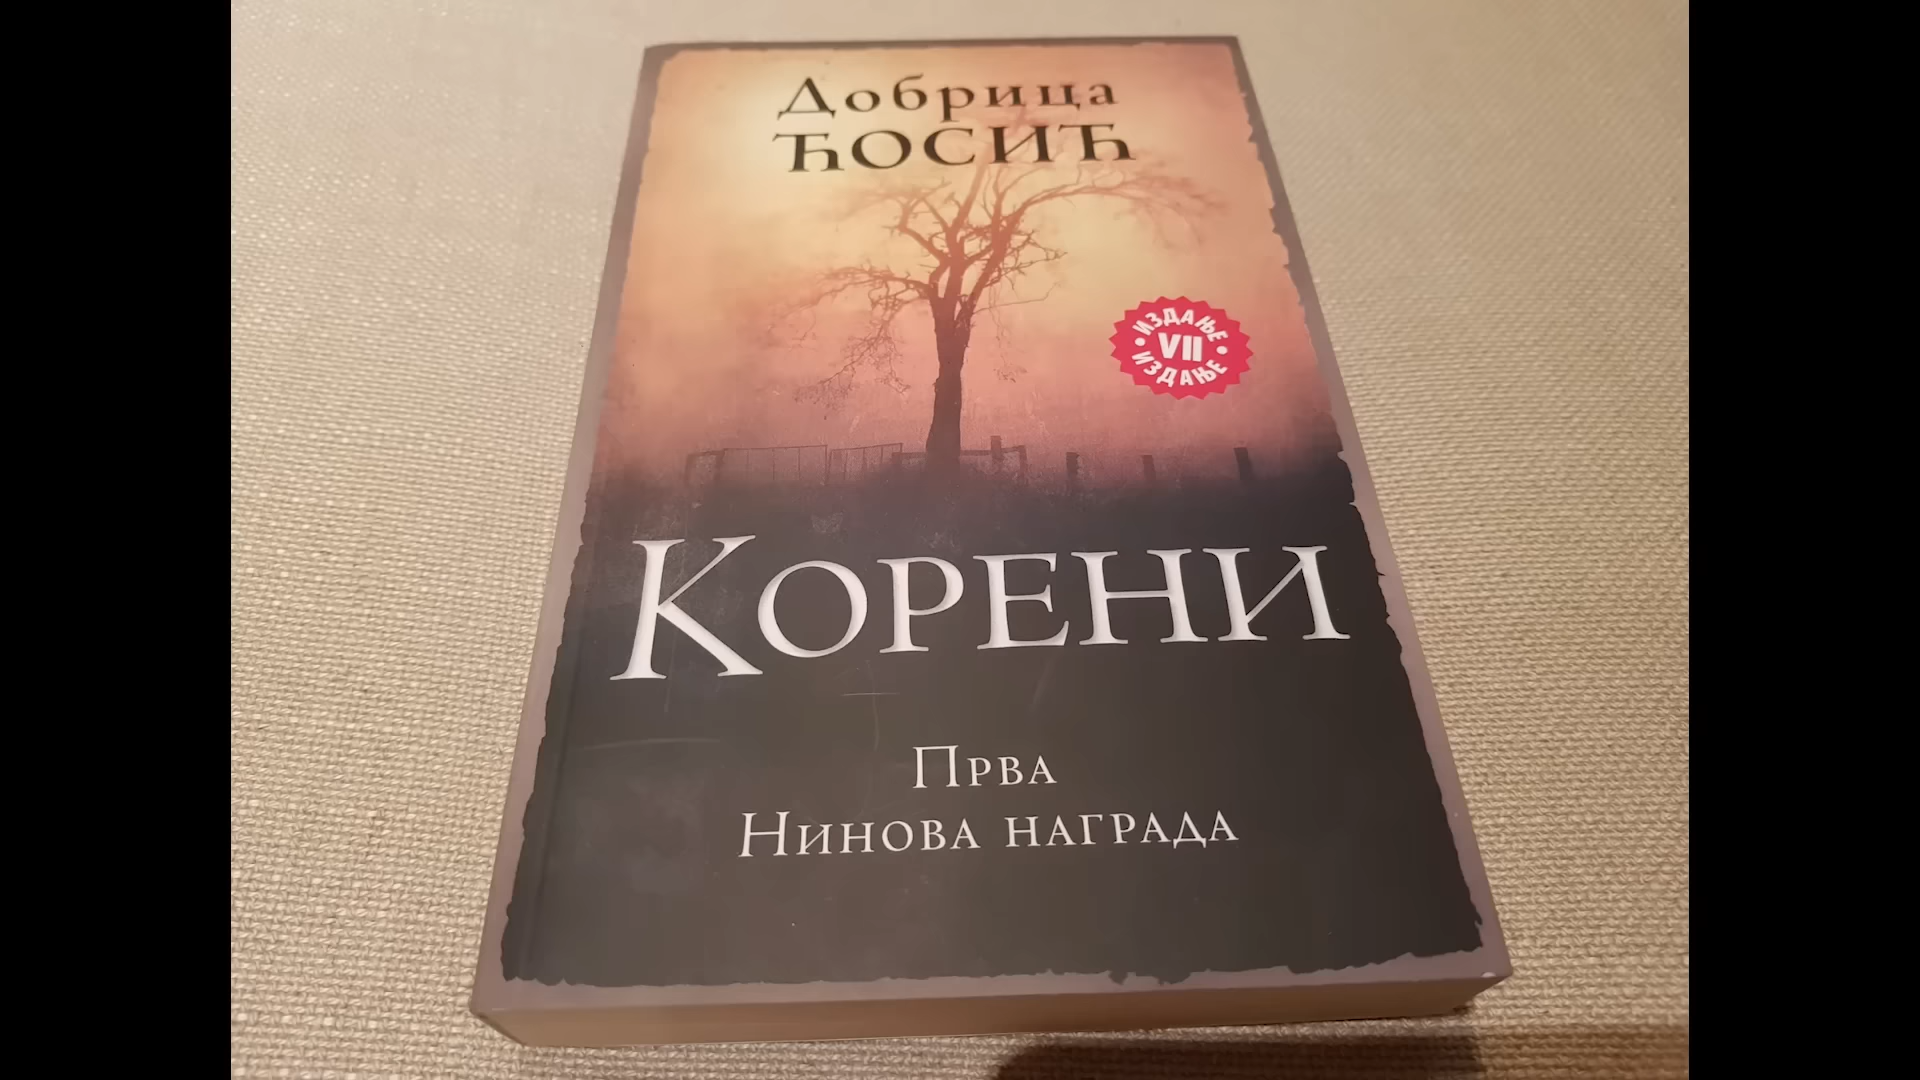 Добрица
ЋОСИЋ
ИЗДАЊЕ
VII
ИЗДАЊЕ
КОРЕНИ
ПРВА
НИНОВА НАГРАДА